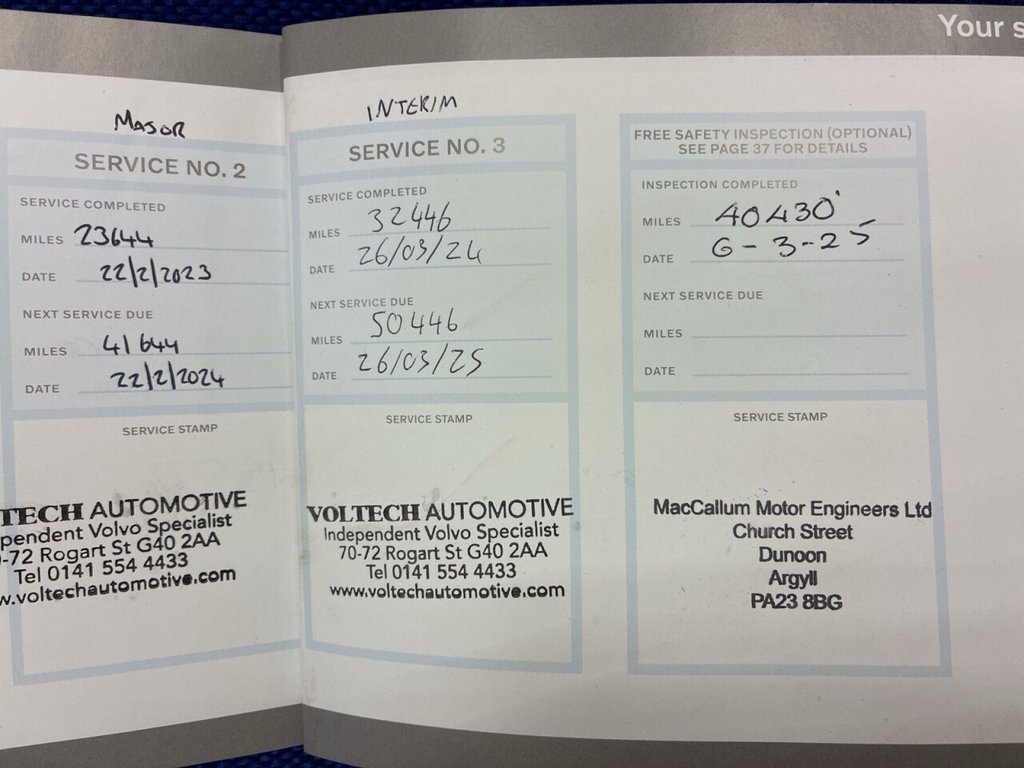 Your s
MAJOR
SERVICE NO. 2
SERVICE COMPLETED
MILES 23644
DATE 22/2/2023
NEXT SERVICE DUE
MILES 41644
DATE 22/2/2024
SERVICE STAMP
TECH AUTOMOTIVE
pendent Volvo Specialist
-72 Rogart St G40 2AA
Tel 0141 554 4433
w.voltechautomotive.com
INTERIM
SERVICE NO. 3
SERVICE COMPLETED
MILES 32446
DATE 26/03/24
NEXT SERVICE DUE
MILES 50446
DATE 26/03/25
SERVICE STAMP
VOLTECH AUTOMOTIVE
Independent Volvo Specialist
70-72 Rogart St G40 2AA
Tel 0141 554 4433
www.voltechautomotive.com
FREE SAFETY INSPECTION (OPTIONAL)
SEE PAGE 37 FOR DETAILS
INSPECTION COMPLETED
MILES 40430
DATE 6-3-25
NEXT SERVICE DUE
MILES
DATE
SERVICE STAMP
MacCallum Motor Engineers Ltd
Church Street
Dunoon
Argyll
PA23 8BG